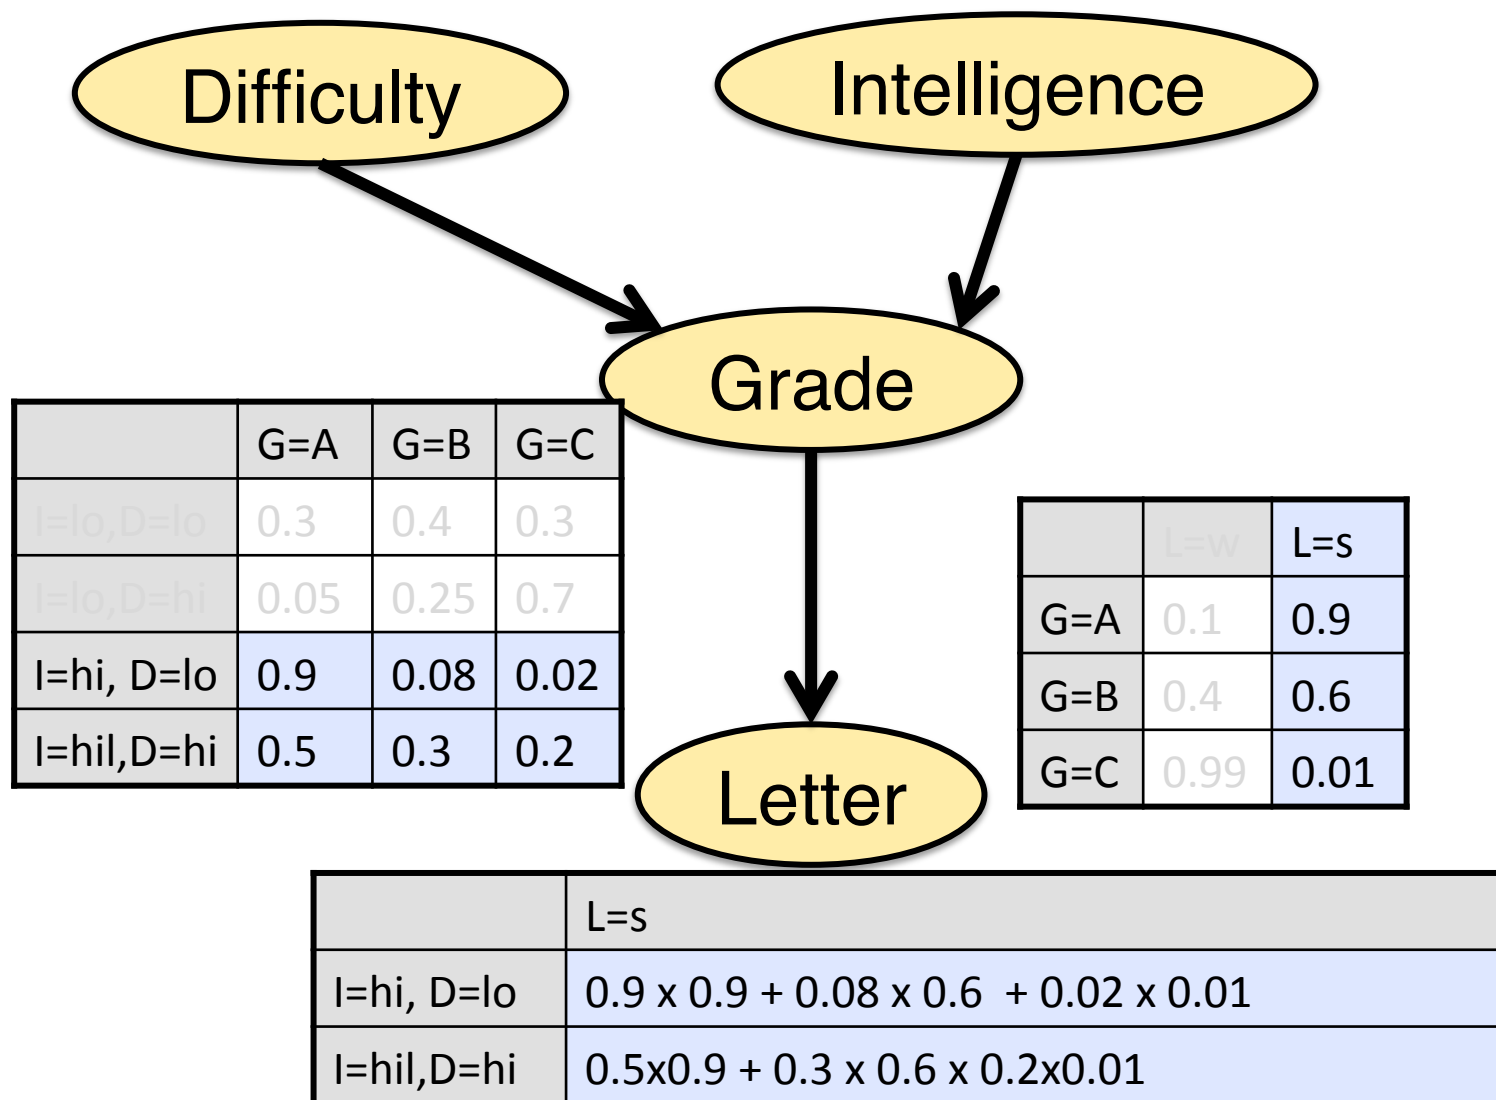 Difficulty
Intelligence
Grade
G=A G=B G=C
I=lo,D=lo 0.3 0.4 0.3
I=lo,D=hi 0.05 0.25 0.7
I=hi, D=lo 0.9 0.08 0.02
I=hil,D=hi 0.5 0.3 0.2
L=w L=s
G=A 0.1 0.9
G=B 0.4 0.6
G=C 0.99 0.01
Letter
L=s
I=hi, D=lo 0.9 x 0.9 + 0.08 x 0.6 + 0.02 x 0.01
I=hil,D=hi 0.5x0.9 + 0.3 x 0.6 x 0.2x0.01